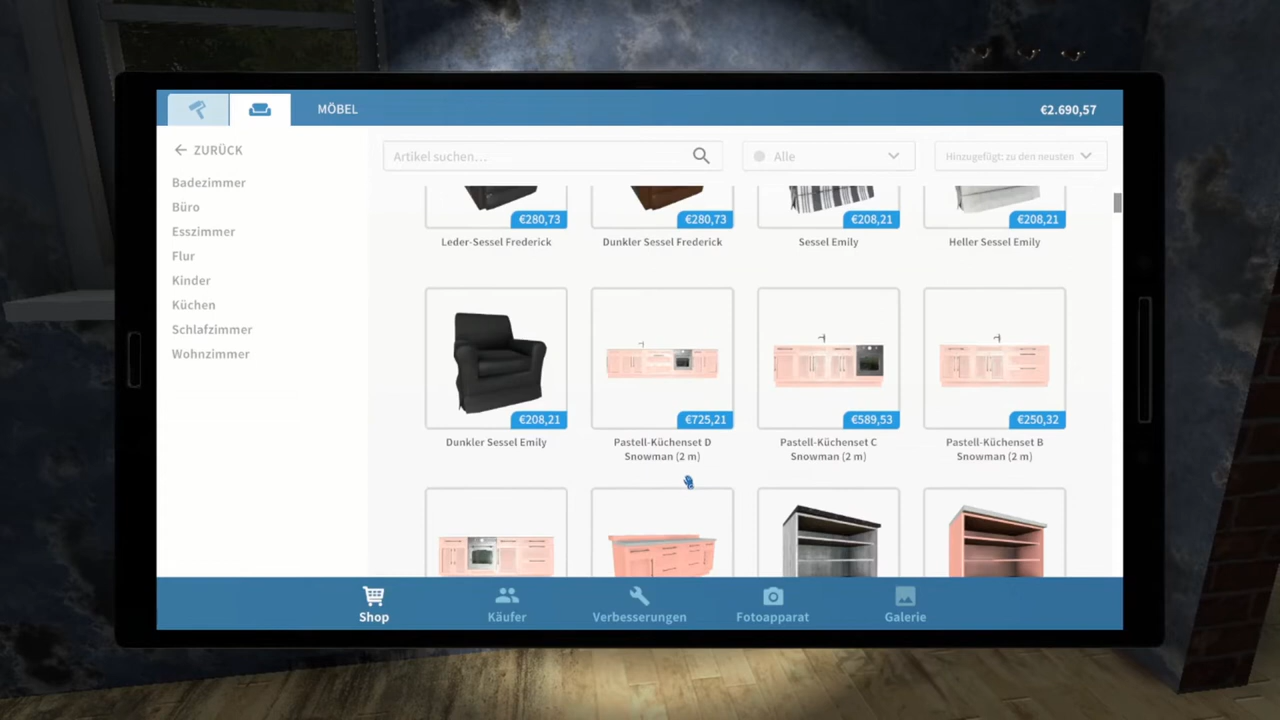 MÖBEL
€2.690,57
ZURÜCK
Artikel suchen...
Alle
Hinzugefügt: zu den neusten
Badezimmer
Büro
Esszimmer
Flur
Kinder
Küchen
Schlafzimmer
Wohnzimmer
€280,73
€280,73
€208,21
€208,21
Leder-Sessel Frederick
Dunkler Sessel Frederick
Sessel Emily
Heller Sessel Emily
€208,21
€725,21
€589,53
€250,32
Dunkler Sessel Emily
Pastell-Küchenset D
Snowman (2 m)
Pastell-Küchenset C
Snowman (2 m)
Pastell-Küchenset B
Snowman (2 m)
Shop
Käufer
Verbesserungen
Fotoapparat
Galerie